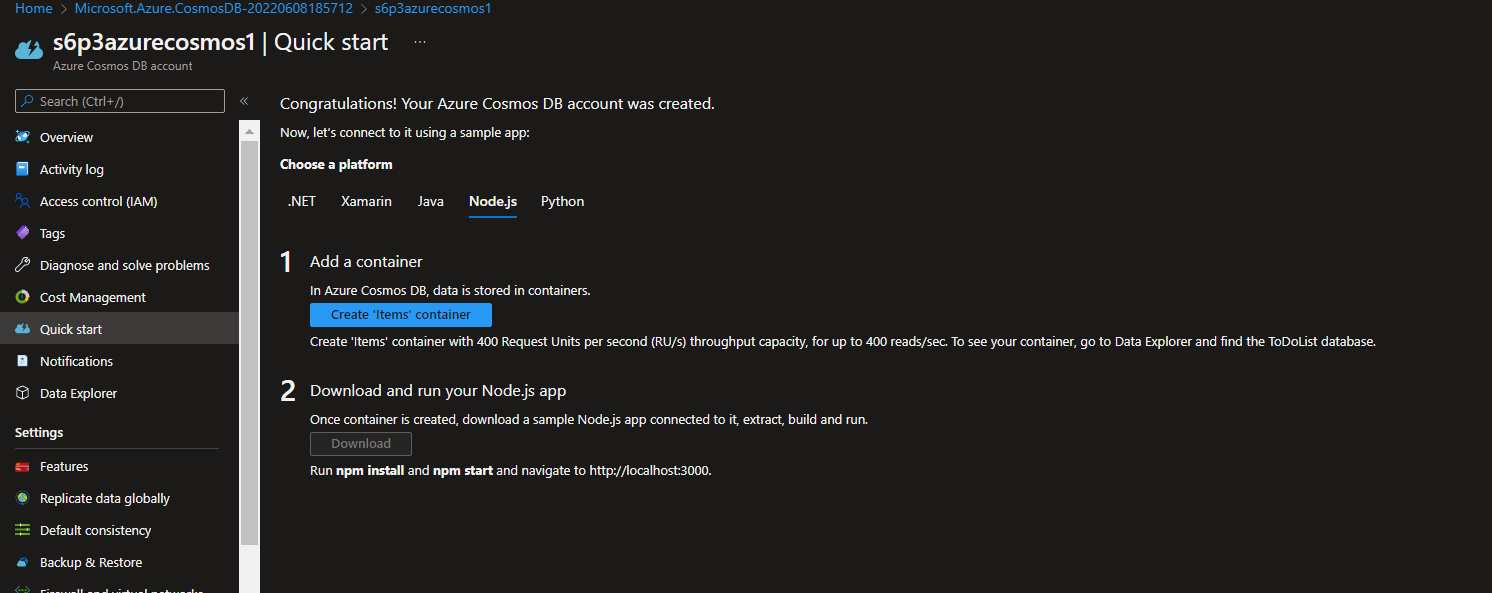 Home > Microsoft.Azure.CosmosDB-20220608185712 > s6p3azurecosmos1
s6p3azurecosmos1 | Quick start ...
Azure Cosmos DB account
Search (Ctrl+/) «
Overview
Activity log
Access control (IAM)
Tags
Diagnose and solve problems
Cost Management
Quick start
Notifications
Data Explorer
Settings
Features
Replicate data globally
Default consistency
Backup & Restore
Firewall and virtual networks
Congratulations! Your Azure Cosmos DB account was created.
Now, let's connect to it using a sample app:
Choose a platform
.NET Xamarin Java Node.js Python
1 Add a container
In Azure Cosmos DB, data is stored in containers.
Create 'Items' container
Create 'Items' container with 400 Request Units per second (RU/s) throughput capacity, for up to 400 reads/sec. To see your container, go to Data Explorer and find the ToDoList database.
2 Download and run your Node.js app
Once container is created, download a sample Node.js app connected to it, extract, build and run.
Download
Run npm install and npm start and navigate to http://localhost:3000.